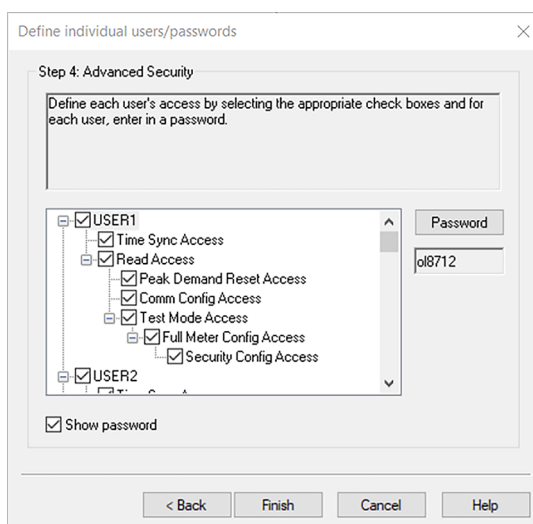 Define individual users/passwords
Step 4: Advanced Security
Define each user's access by selecting the appropriate check boxes and for
each user, enter in a password.
USER1
Time Sync Access
Read Access
Peak Demand Reset Access
Comm Config Access
Test Mode Access
Full Meter Config Access
Security Config Access
USER2
Password
ol8712
Show password
< Back
Finish
Cancel
Help